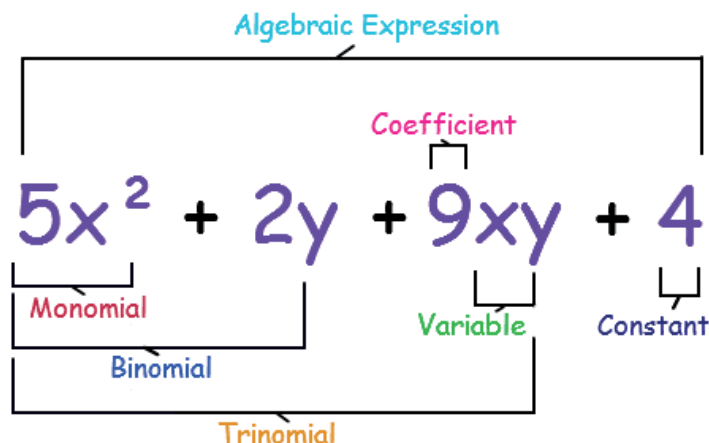 Algebraic Expression
Coefficient
5x² + 2y + 9xy + 4
Monomial
Variable
Constant
Binomial
Trinomial